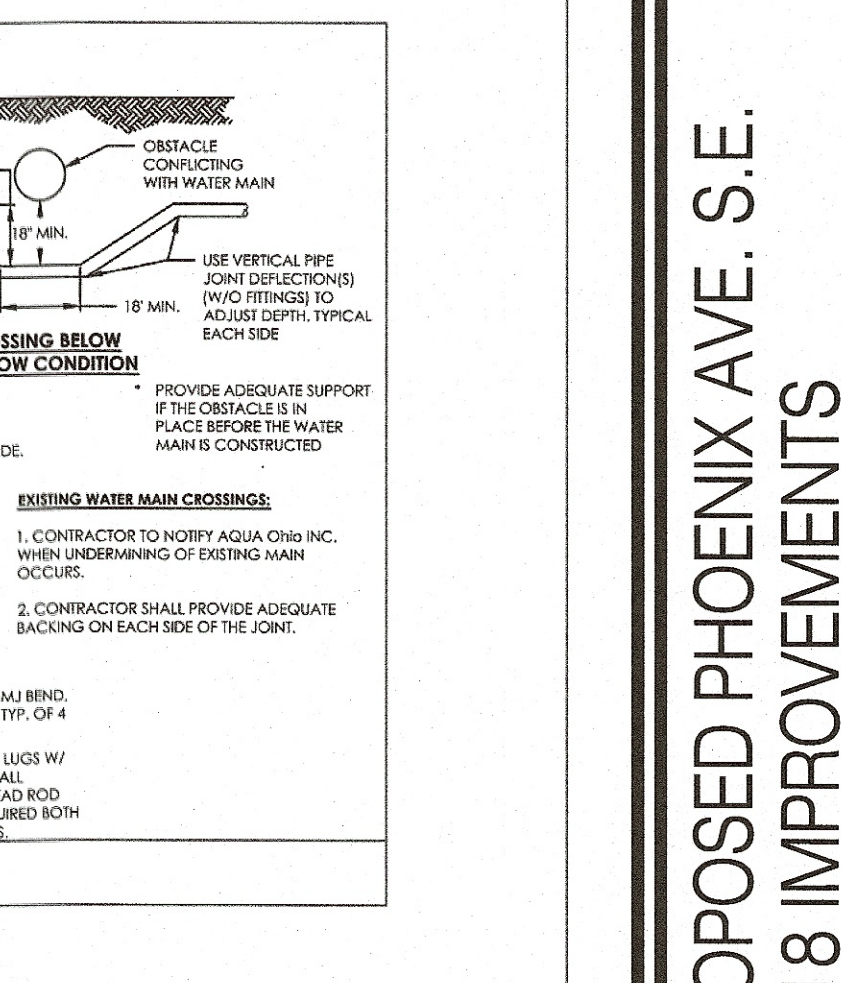 OBSTACLE
CONFLICTING
WITH WATER MAIN
18" MIN.
USE VERTICAL PIPE
JOINT DEFLECTION(S)
(W/O FITTINGS) TO
ADJUST DEPTH. TYPICAL
EACH SIDE
18' MIN.
SSING BELOW
OW CONDITION
* PROVIDE ADEQUATE SUPPORT
IF THE OBSTACLE IS IN
PLACE BEFORE THE WATER
MAIN IS CONSTRUCTED
DE.
EXISTING WATER MAIN CROSSINGS:
1. CONTRACTOR TO NOTIFY AQUA Ohio INC.
WHEN UNDERMINING OF EXISTING MAIN
OCCURS.
2. CONTRACTOR SHALL PROVIDE ADEQUATE
BACKING ON EACH SIDE OF THE JOINT.
MJ BEND.
TYP. OF 4
LUGS W/
ALL
AD ROD
UIRED BOTH
S.
OPOSED PHOENIX AVE. S.E.
8 IMPROVEMENTS